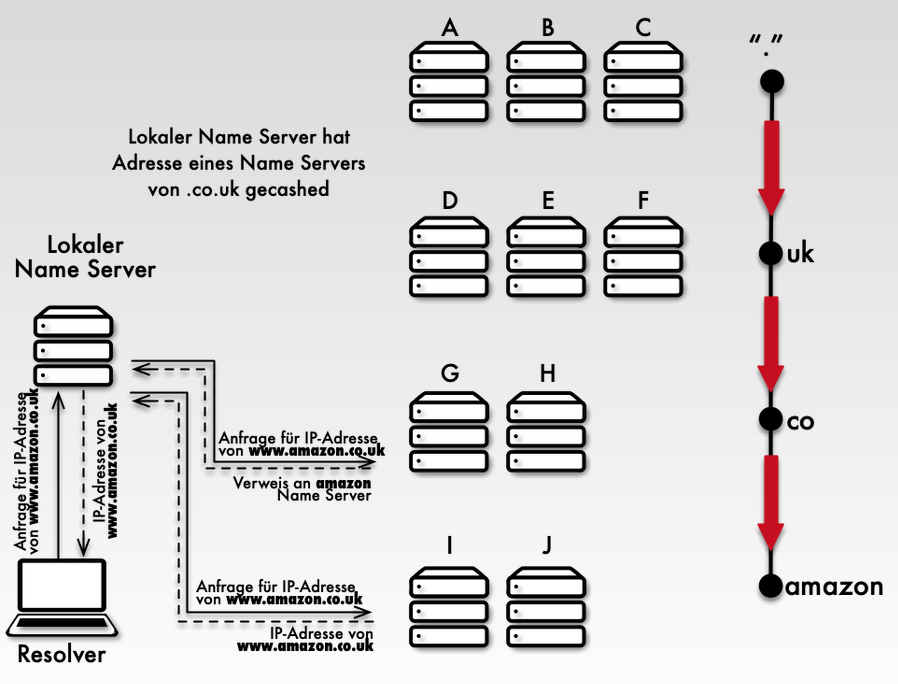 A B C
“.”
Lokaler Name Server hat
Adresse eines Name Servers
von .co.uk gecashed
D E F
uk
Lokaler
Name Server
G H
co
Anfrage für IP-Adresse
von www.amazon.co.uk
Verweis an amazon
Name Server
Anfrage für IP-Adresse
von www.amazon.co.uk
IP-Adresse von
www.amazon.co.uk
I J
Anfrage für IP-Adresse
von www.amazon.co.uk
IP-Adresse von
www.amazon.co.uk
amazon
Resolver